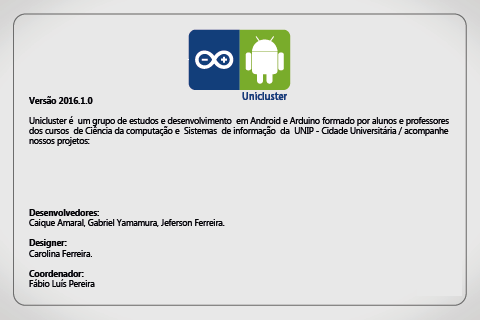 Unicluster
Versão 2016.1.0
Unicluster é um grupo de estudos e desenvolvimento em Android e Arduino formado por alunos e professores
dos cursos de Ciência da computação e Sistemas de informação da UNIP - Cidade Universitária / acompanhe
nossos projetos:
Desenvolvedores:
Caique Amaral, Gabriel Yamamura, Jeferson Ferreira.
Designer:
Carolina Ferreira.
Coordenador:
Fábio Luís Pereira